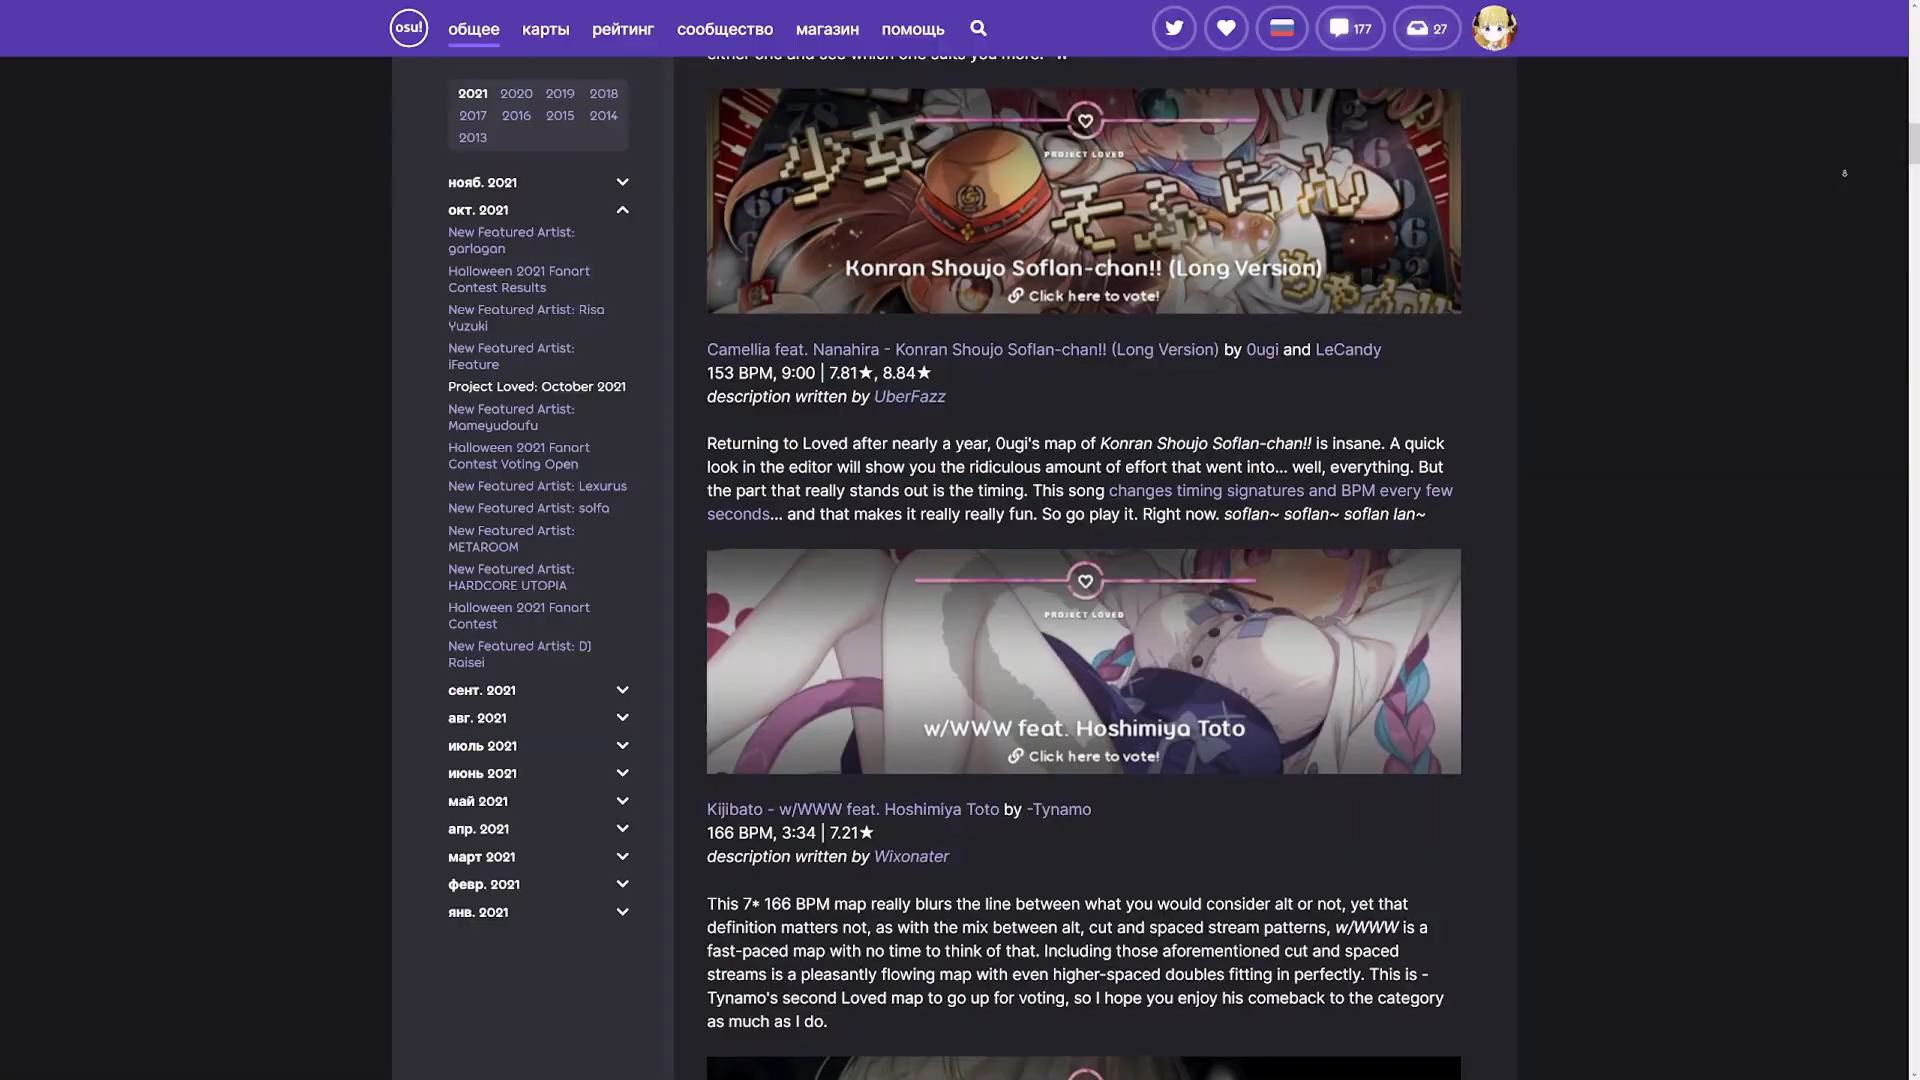 osu!
общее
карты
рейтинг
сообщество
магазин
помощь
177
27
2021 2020 2019 2018
2017 2016 2015 2014
2013
нояб. 2021
окт. 2021
New Featured Artist:
garlagan
Halloween 2021 Fanart
Contest Results
New Featured Artist: Risa
Yuzuki
New Featured Artist:
iFeature
Project Loved: October 2021
New Featured Artist:
Mameyudoufu
Halloween 2021 Fanart
Contest Voting Open
New Featured Artist: Lexurus
New Featured Artist: solfa
New Featured Artist:
METAROOM
New Featured Artist:
HARDCORE UTOPIA
Halloween 2021 Fanart
Contest
New Featured Artist: DJ
Raisei
сент. 2021
авг. 2021
июль 2021
июнь 2021
май 2021
апр. 2021
март 2021
февр. 2021
янв. 2021
either one and see which one suits you more.
PROJECT LOVED
Konran Shoujo Soflan-chan!! (Long Version)
Click here to vote!
Camellia feat. Nanahira - Konran Shoujo Soflan-chan!! (Long Version) by 0ugi and LeCandy
153 BPM, 9:00 | 7.81★, 8.84★
description written by UberFazz
Returning to Loved after nearly a year, 0ugi's map of Konran Shoujo Soflan-chan!! is insane. A quick
look in the editor will show you the ridiculous amount of effort that went into... well, everything. But
the part that really stands out is the timing. This song changes timing signatures and BPM every few
seconds... and that makes it really really fun. So go play it. Right now. soflan~ soflan~ soflan lan~
PROJECT LOVED
w/WWW feat. Hoshimiya Toto
Click here to vote!
Kijibato - w/WWW feat. Hoshimiya Toto by -Tynamo
166 BPM, 3:34 | 7.21★
description written by Wixonater
This 7* 166 BPM map really blurs the line between what you would consider alt or not, yet that
definition matters not, as with the mix between alt, cut and spaced stream patterns, w/WWW is a
fast-paced map with no time to think of that. Including those aforementioned cut and spaced
streams is a pleasantly flowing map with even higher-spaced doubles fitting in perfectly. This is -
Tynamo's second Loved map to go up for voting, so I hope you enjoy his comeback to the category
as much as I do.